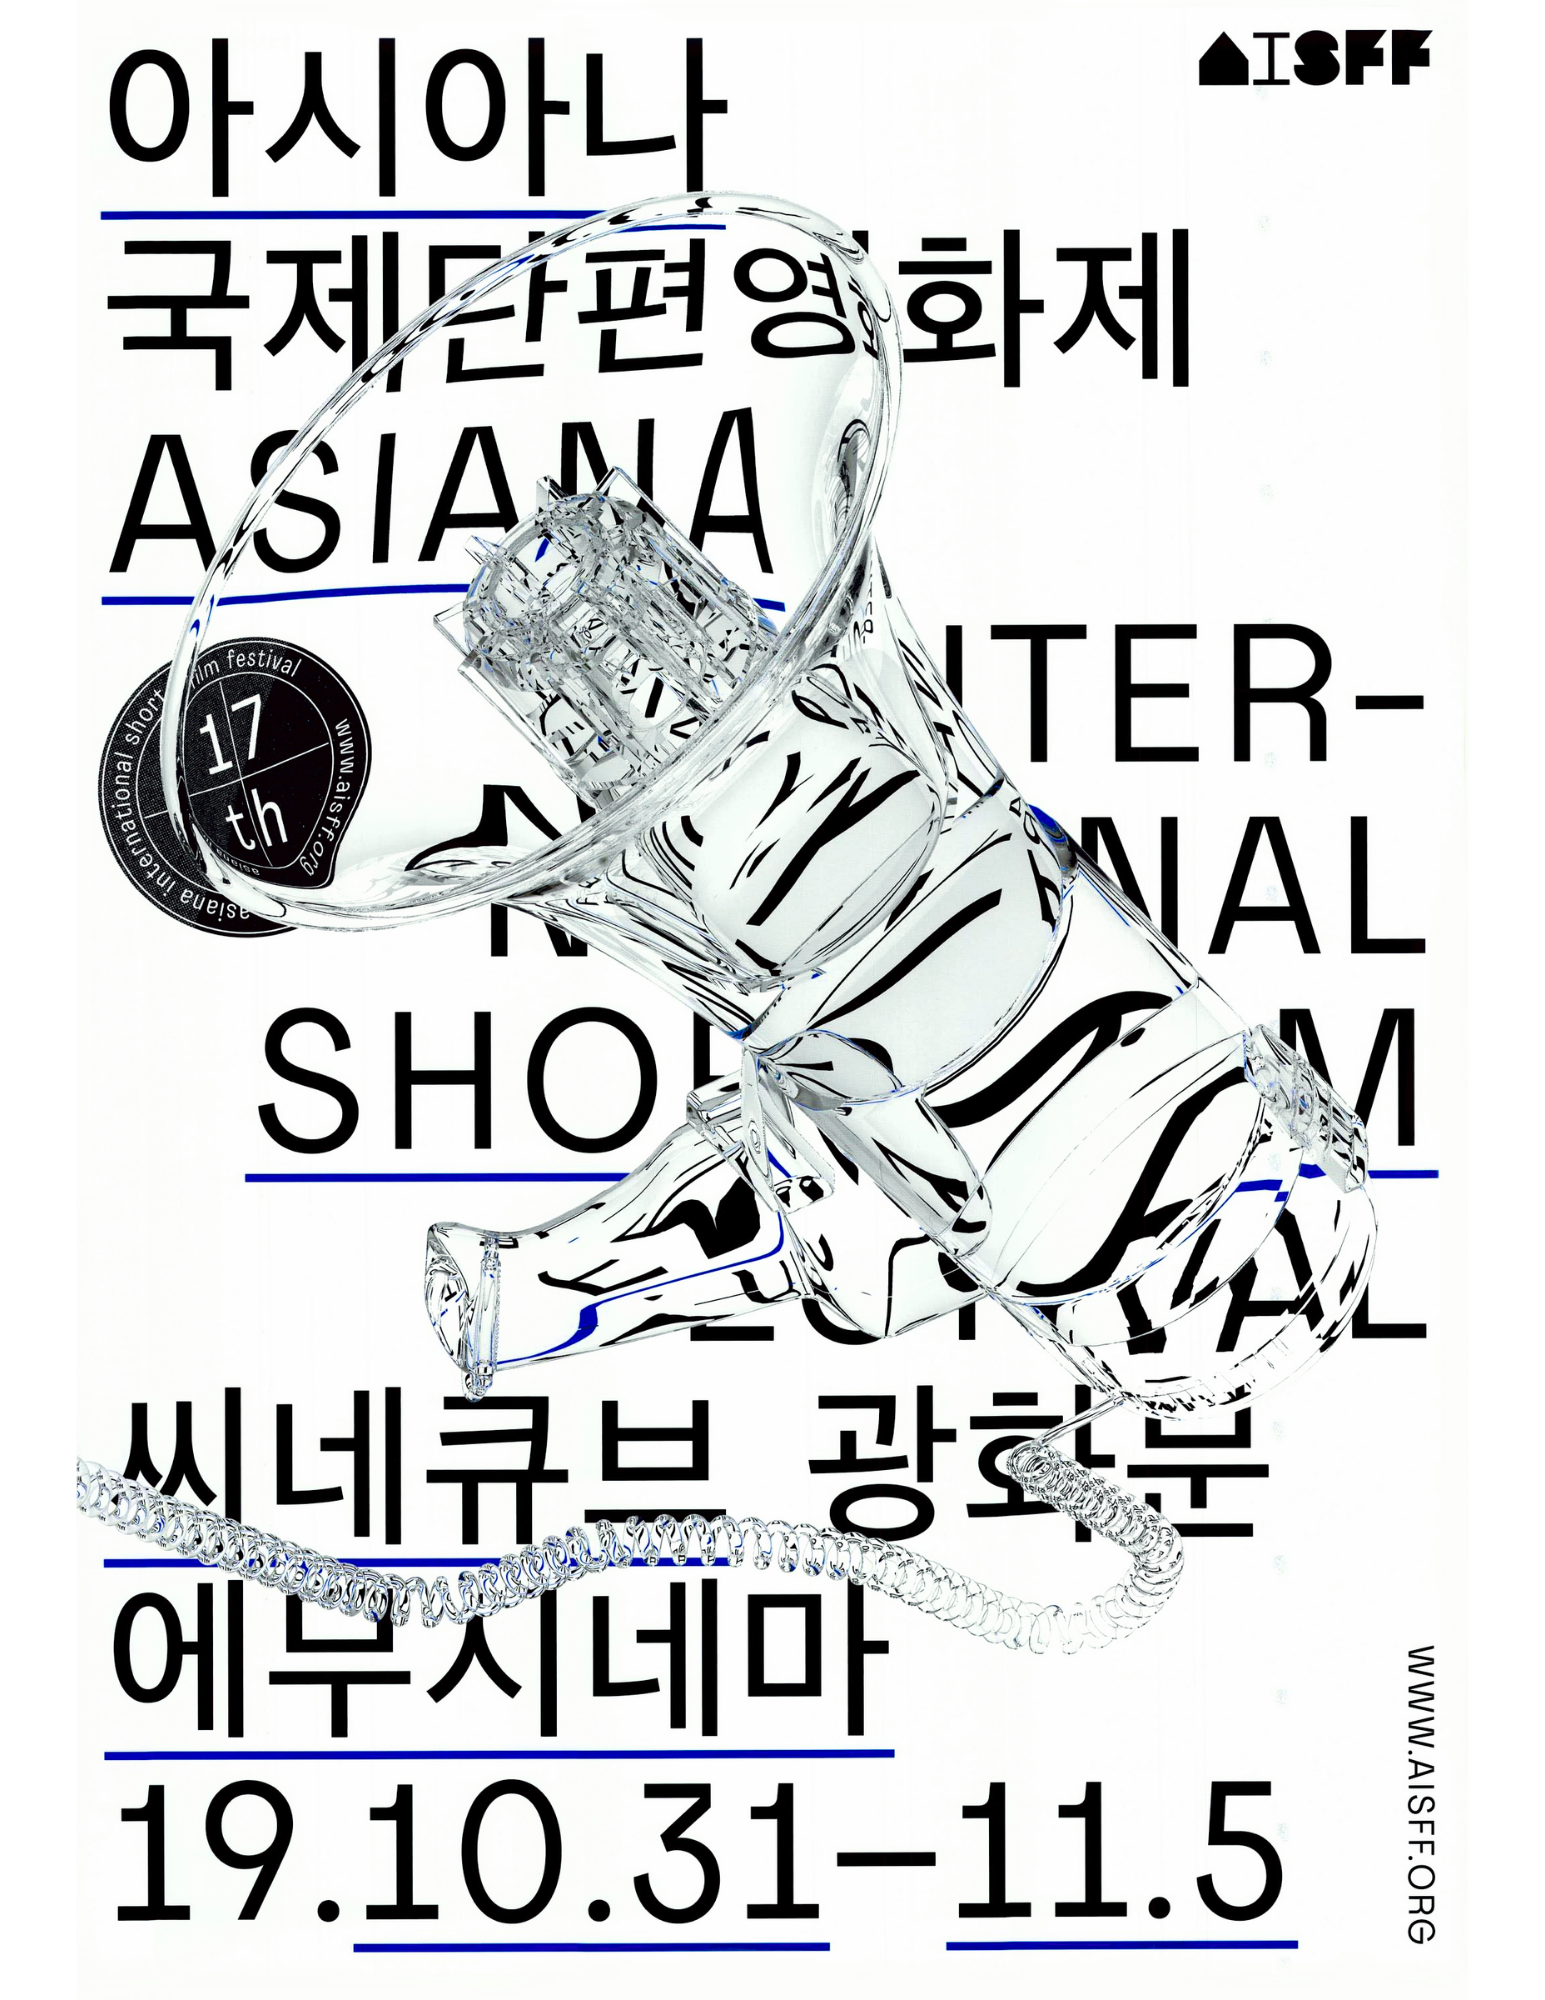 AISFF
아시아나
국제단편영화제
ASIANA
INTER-
NATIONAL
SHORT FILM
FESTIVAL
asiana international short film festival
www.aisff.org
17
th
씨네큐브 광화문
에무시네마
19.10.31–11.5
WWW.AISFF.ORG